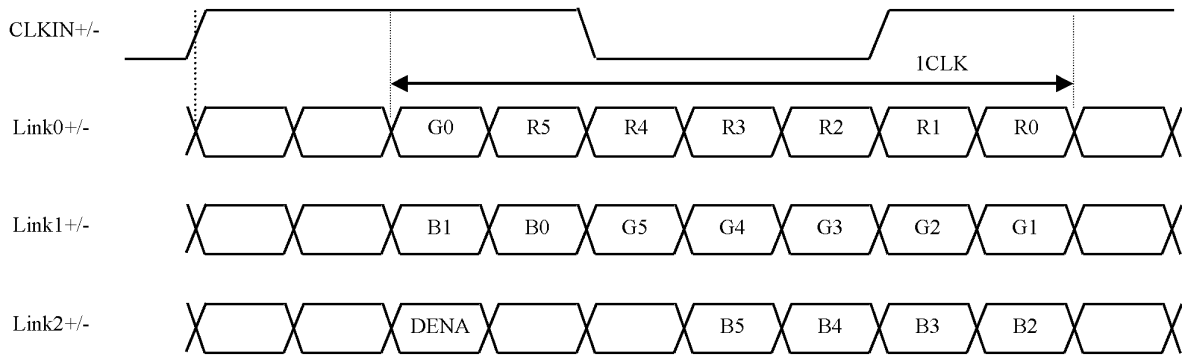 CLKIN+/-
1CLK
Link0+/- G0 R5 R4 R3 R2 R1 R0
Link1+/- B1 B0 G5 G4 G3 G2 G1
Link2+/- DENA B5 B4 B3 B2